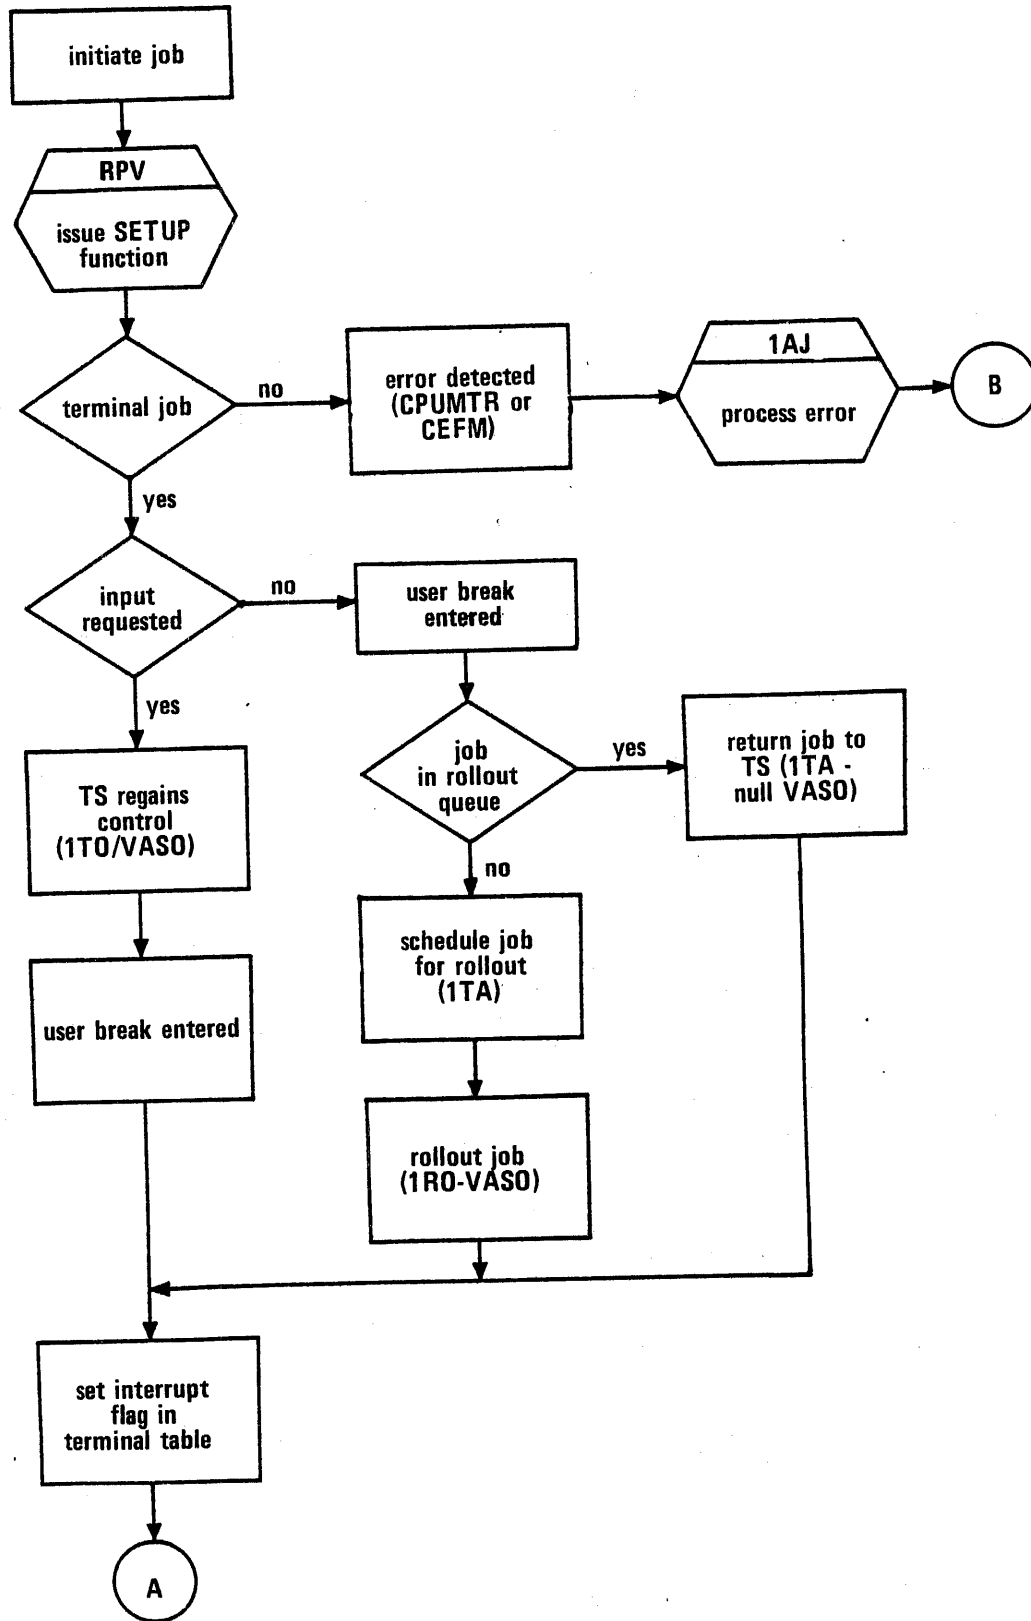 initiate job
RPV
issue SETUP
function
terminal job
no
error detected
(CPUMTR or
CEFM)
1AJ
process error
B
yes
input
requested
no
user break
entered
yes
job
in rollout
queue
yes
return job to
TS (1TA -
null VASO)
TS regains
control
(1TO/VASO)
no
schedule job
for rollout
(1TA)
user break entered
rollout job
(1RO-VASO)
set interrupt
flag in
terminal table
A